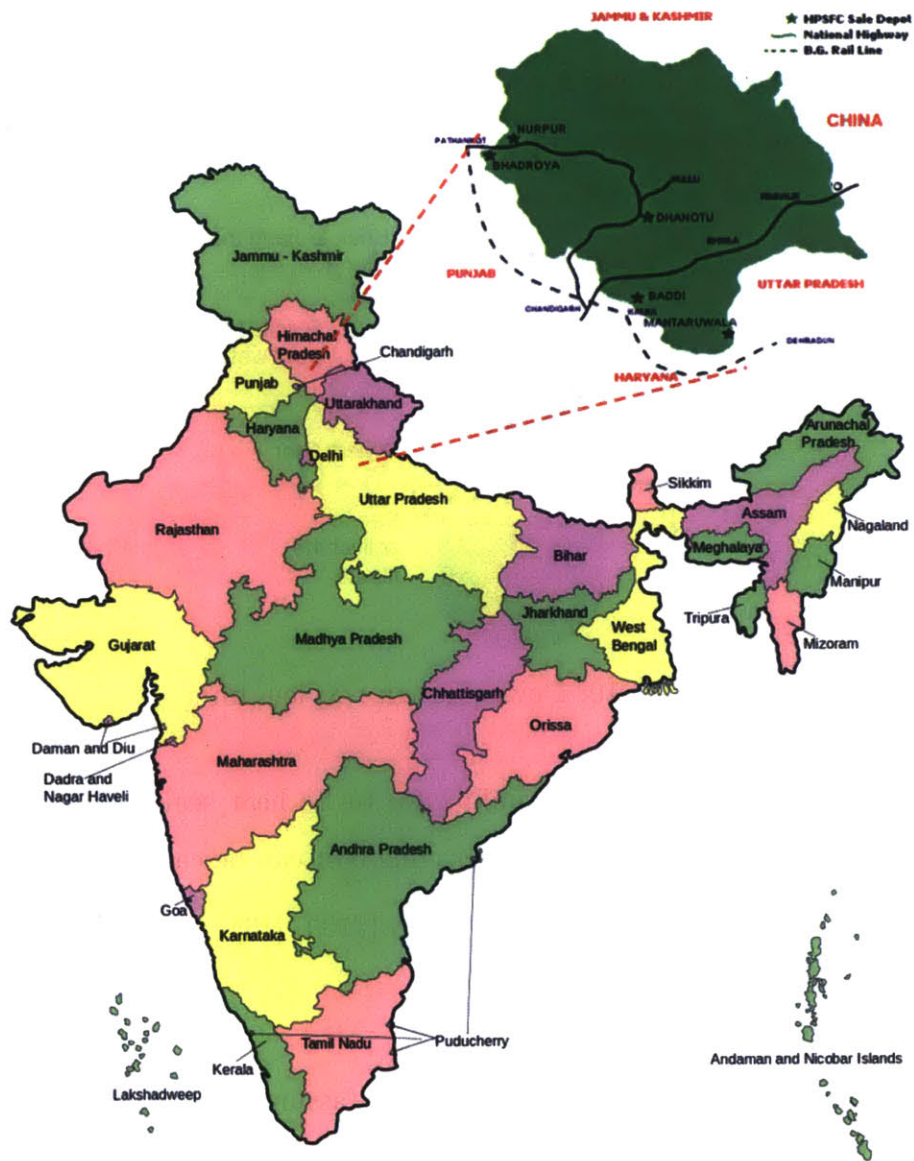 JAMMU & KASHMIR
HPSFC Sale Depot
National Highway
B.G. Rail Line
CHINA
PATHANKOT
NURPUR
BHADROYA
DHANOTU
SHIMLA
PUNJAB
UTTAR PRADESH
CHANDIGARH
BADDI
KALKA
MANTARUWALA
DEHRADUN
HARYANA
Jammu - Kashmir
Himachal
Pradesh
Chandigarh
Punjab
Uttarakhand
Haryana
Delhi
Uttar Pradesh
Rajasthan
Sikkim
Arunachal
Pradesh
Assam
Nagaland
Meghalaya
Bihar
Manipur
Tripura
Mizoram
Jharkhand
West
Bengal
Madhya Pradesh
Gujarat
Chhattisgarh
Orissa
Daman and Diu
Maharashtra
Dadra and
Nagar Haveli
Andhra Pradesh
Goa
Karnataka
Puducherry
Tamil Nadu
Kerala
Lakshadweep
Andaman and Nicobar Islands